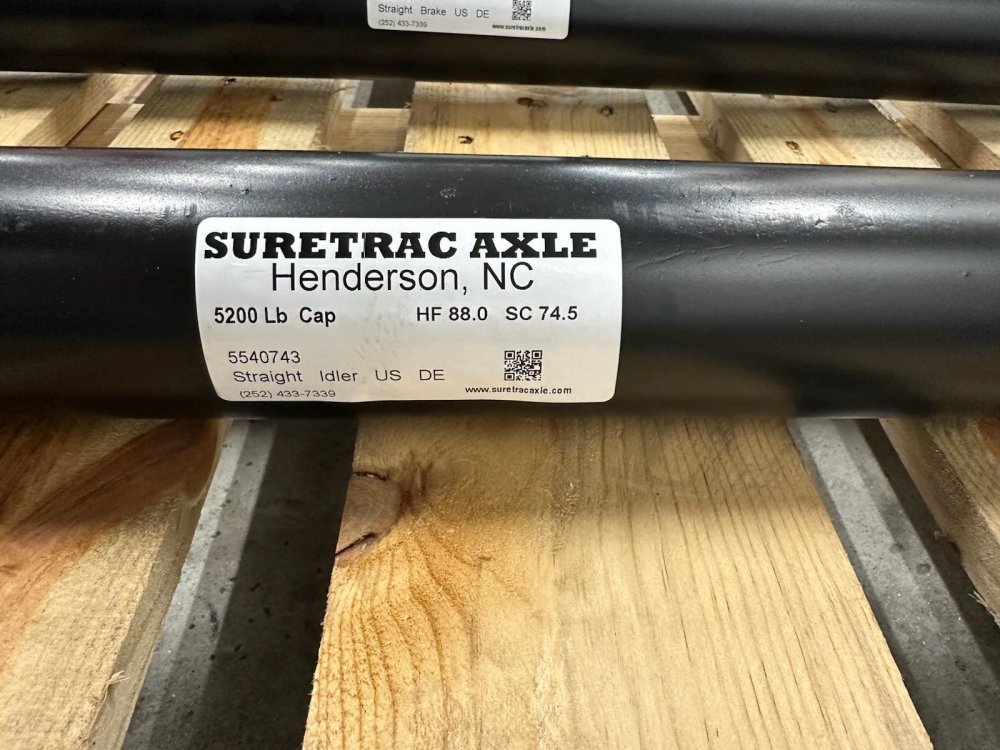 Straight Brake US DE
(252) 433-7339
www.suretracaxle.com
SURETRAC AXLE
Henderson, NC
5200 Lb Cap HF 88.0 SC 74.5
5540743
Straight Idler US DE
(252) 433-7339 www.suretracaxle.com